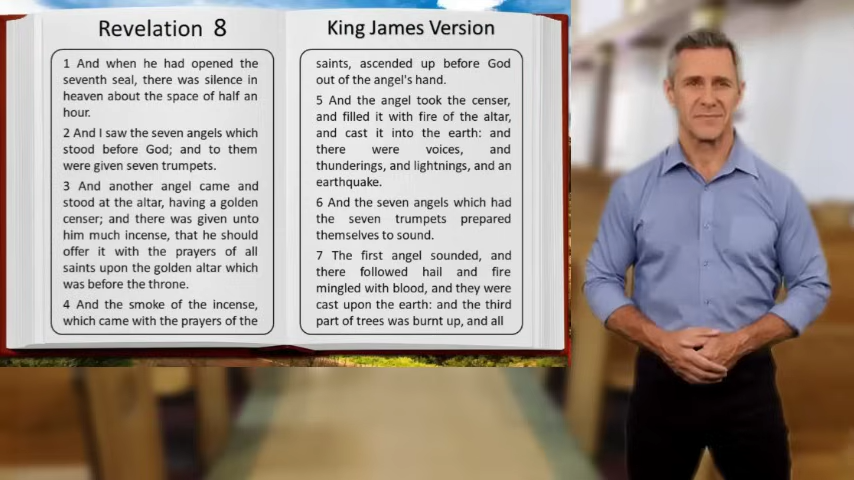 Revelation 8
1 And when he had opened the
seventh seal, there was silence in
heaven about the space of half an
hour.
2 And I saw the seven angels which
stood before God; and to them
were given seven trumpets.
3 And another angel came and
stood at the altar, having a golden
censer; and there was given unto
him much incense, that he should
offer it with the prayers of all
saints upon the golden altar which
was before the throne.
4 And the smoke of the incense,
which came with the prayers of the
King James Version
saints, ascended up before God
out of the angel's hand.
5 And the angel took the censer,
and filled it with fire of the altar,
and cast it into the earth: and
there were voices, and
thunderings, and lightnings, and an
earthquake.
6 And the seven angels which had
the seven trumpets prepared
themselves to sound.
7 The first angel sounded, and
there followed hail and fire
mingled with blood, and they were
cast upon the earth: and the third
part of trees was burnt up, and all